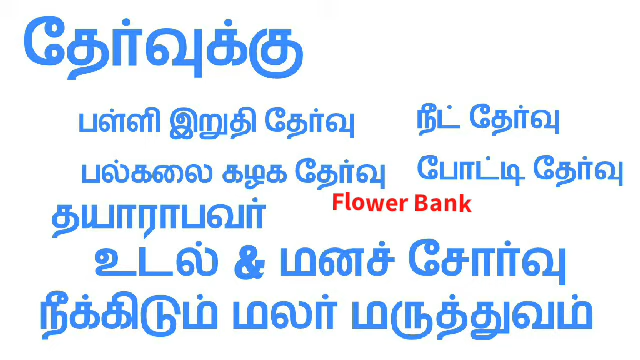 தேர்வுக்கு
பள்ளி இறுதி தேர்வு நீட் தேர்வு
பல்கலை கழக தேர்வு போட்டி தேர்வு
தயாராபவர் Flower Bank
உடல் & மனச் சோர்வு
நீக்கிடும் மலர் மருத்துவம்